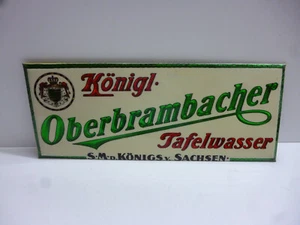 Königl.
Oberbrambacher
Tafelwasser
S.M.D. KÖNIGS V. SACHSEN.